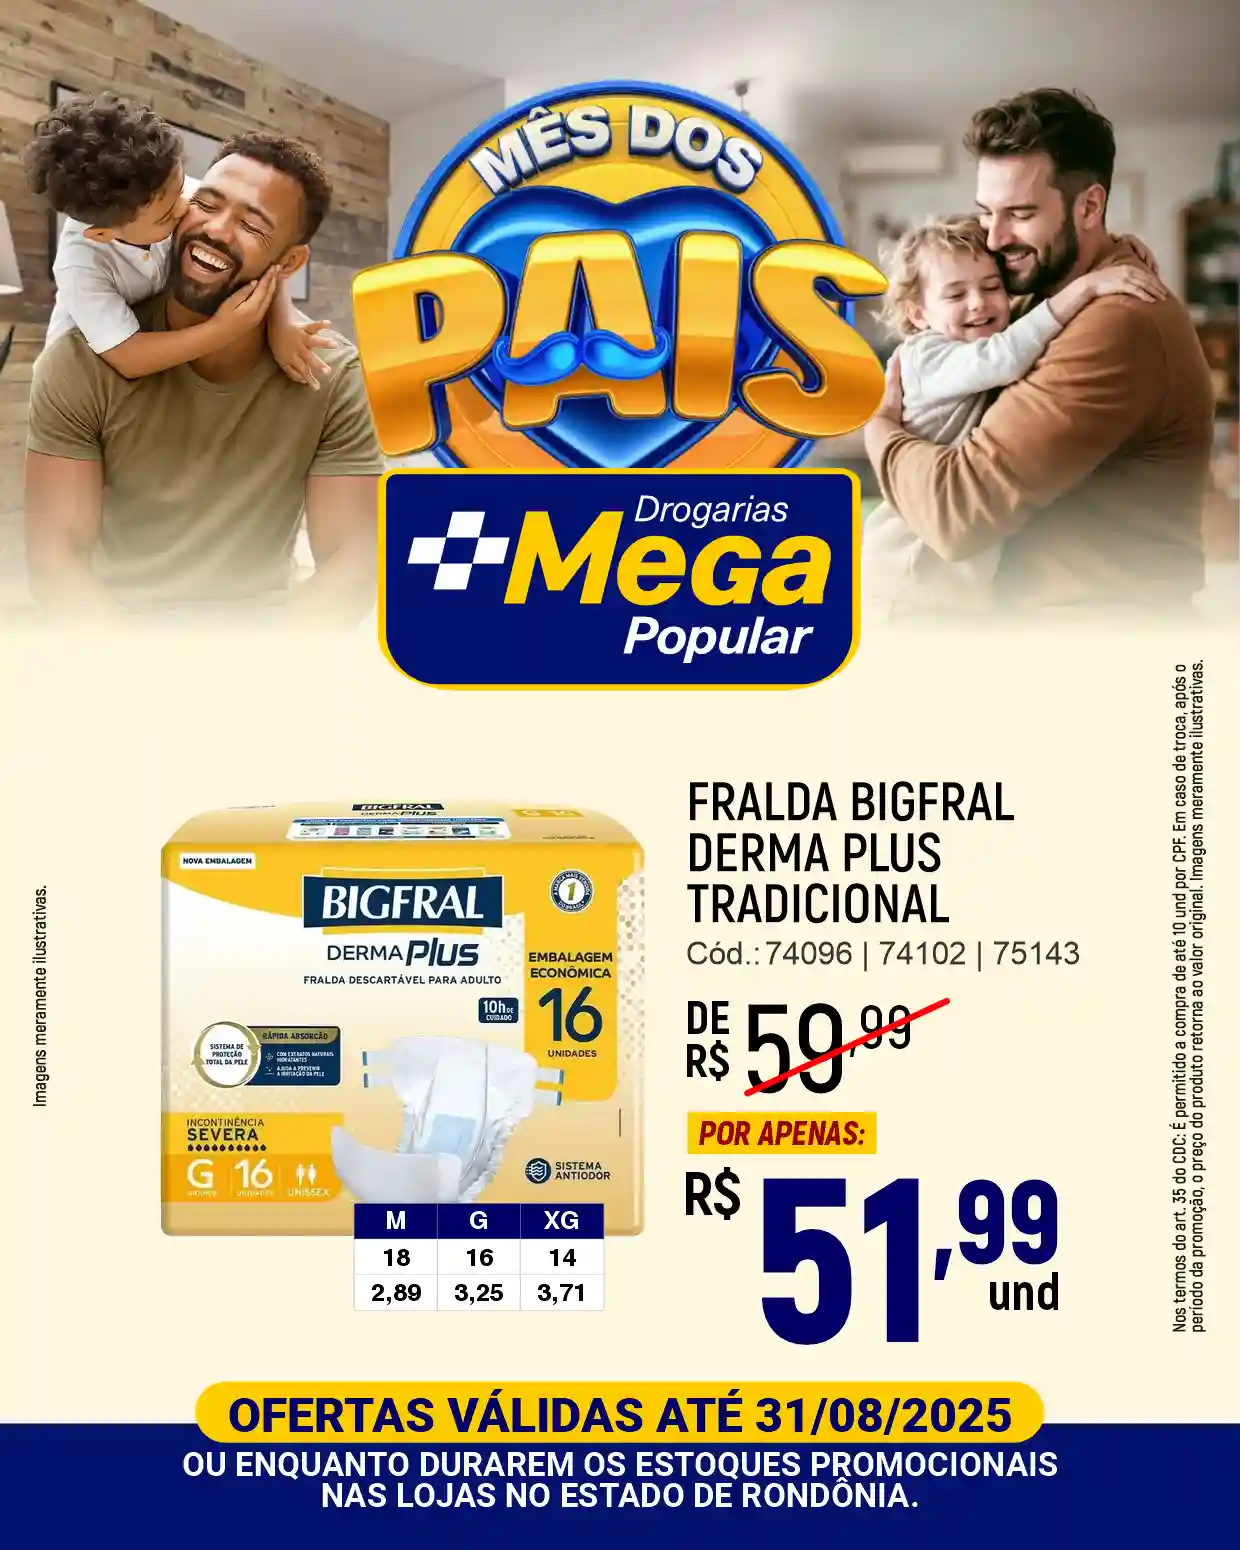 MÊS DOS
PAIS
Drogarias
Mega
Popular
FRALDA BIGFRAL
DERMA PLUS
TRADICIONAL
Cód.: 74096 | 74102 | 75143
DE
R$ 59,99
POR APENAS:
R$ 51,99
und
BIGFRAL
DERMA Plus
NOVA EMBALAGEM
BIGFRAL
DERMA Plus
FRALDA DESCARTÁVEL PARA ADULTO
10h DE
CUIDADO
EMBALAGEM
ECONÔMICA
16
UNIDADES
1
RÁPIDA ABSORÇÃO
SISTEMA DE
PROTEÇÃO
TOTAL DA PELE
COM EXTRATOS NATURAIS
HIDRATANTES
AJUDA A PREVENIR
A IRRITAÇÃO DA PELE
INCONTINÊNCIA
SEVERA
G 16
GRANDE UNIDADES UNISSEX
SISTEMA
ANTIODOR
M G XG
18 16 14
2,89 3,25 3,71
Imagens meramente ilustrativas.
Nos termos do art. 35 do CDC: É permitido a compra de até 10 und por CPF. Em caso de troca, após o
período da promoção, o preço do produto retorna ao valor original. Imagens meramente ilustrativas.
OFERTAS VÁLIDAS ATÉ 31/08/2025
OU ENQUANTO DURAREM OS ESTOQUES PROMOCIONAIS
NAS LOJAS NO ESTADO DE RONDÔNIA.